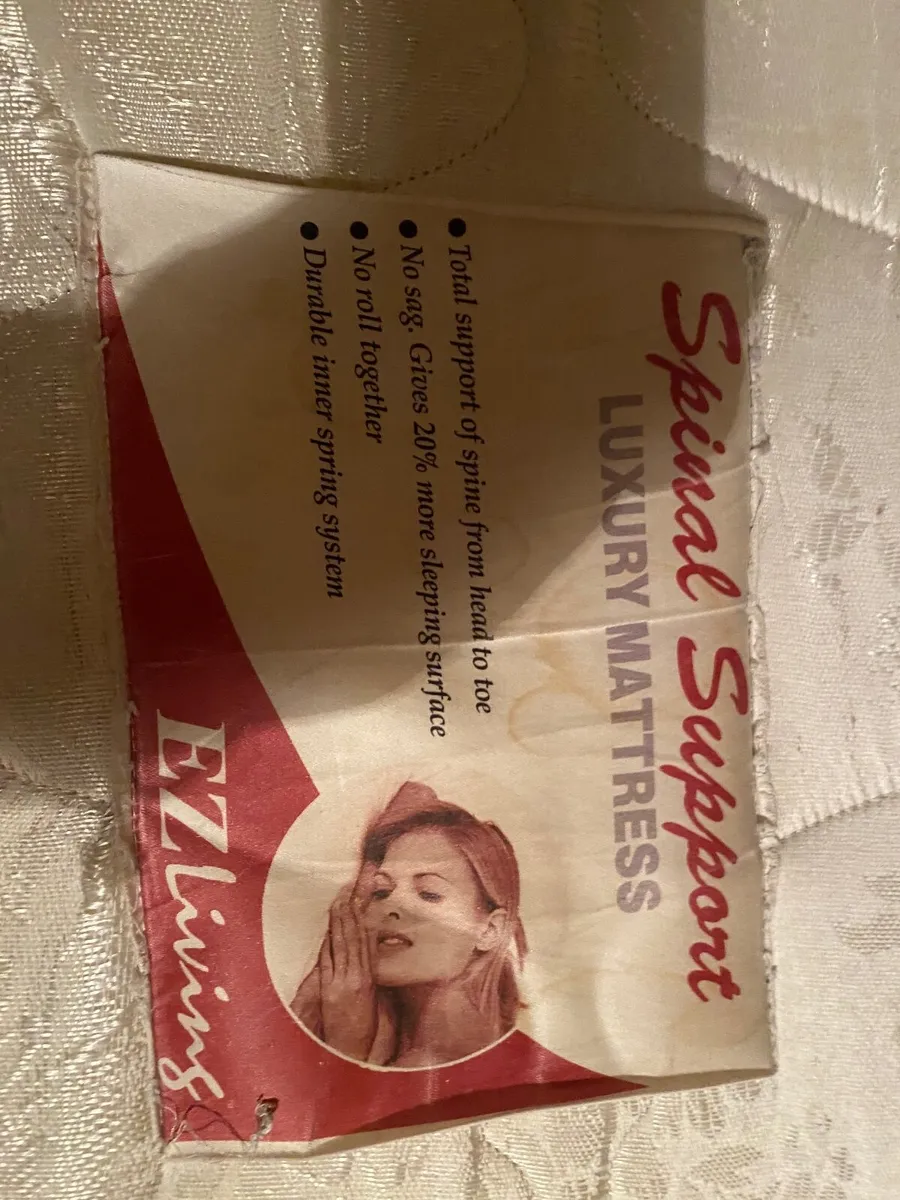 Spinal Support
LUXURY MATTRESS
● Total support of spine from head to toe
● No sag. Gives 20% more sleeping surface
● No roll together
● Durable inner spring system
EZ Living